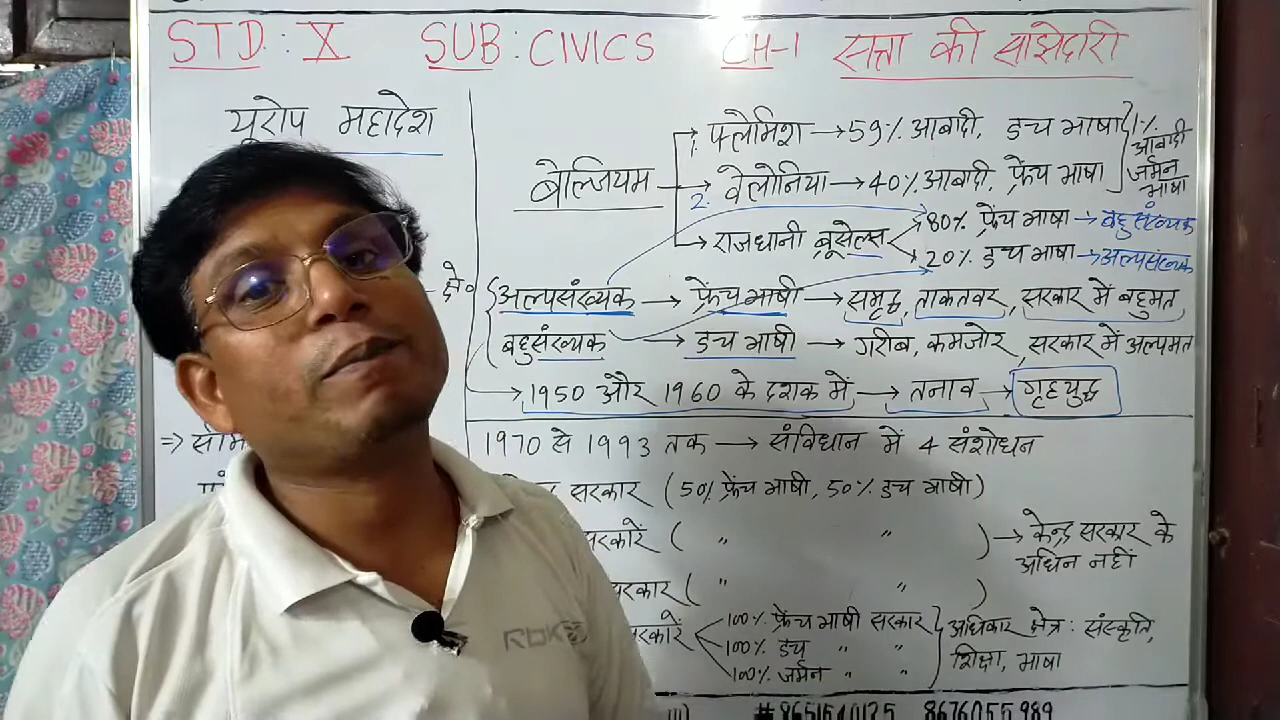 STD : X SUB : CIVICS CH-1 सत्ता की साझेदारी
यूरोप महादेश
बेल्जियम
1. फ्लेमिश → 59% आबादी, डच भाषा
2. वेलोनिया → 40% आबादी, फ्रेंच भाषा
1% आबादी जर्मन भाषा
राजधानी ब्रूसेल्स
80% फ्रेंच भाषा → बहुसंख्यक
20% डच भाषा → अल्पसंख्यक
अल्पसंख्यक → फ्रेंच भाषी → समृद्ध, ताकतवर, सरकार में बहुमत
बहुसंख्यक → डच भाषी → गरीब, कमजोर, सरकार में अल्पमत
→ 1950 और 1960 के दशक में → तनाव → गृहयुद्ध
1970 से 1993 तक → संविधान में 4 संशोधन
सरकार (50% फ्रेंच भाषी, 50% डच भाषी)
सरकारें ( " " ) → केन्द्र सरकार के अधिन नहीं
सरकार ( " " )
100% फ्रेंच भाषी सरकार
100% डच " "
100% जर्मन " "
अधिकार क्षेत्र : संस्कृति, शिक्षा, भाषा
RbK